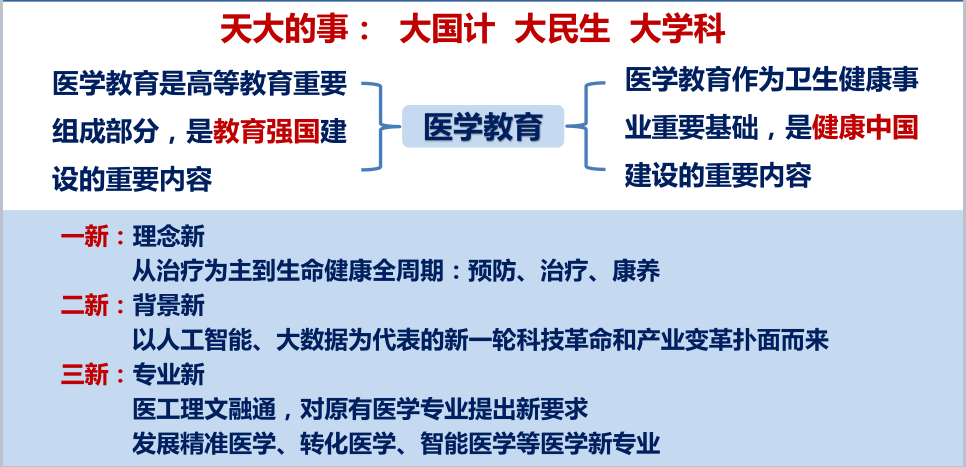 天大的事： 大国计 大民生 大学科
医学教育是高等教育重要
组成部分，是教育强国建
设的重要内容
医学教育
医学教育作为卫生健康事
业重要基础，是健康中国
建设的重要内容
一新：理念新
从治疗为主到生命健康全周期：预防、治疗、康养
二新：背景新
以人工智能、大数据为代表的新一轮科技革命和产业变革扑面而来
三新：专业新
医工理文融通，对原有医学专业提出新要求
发展精准医学、转化医学、智能医学等医学新专业